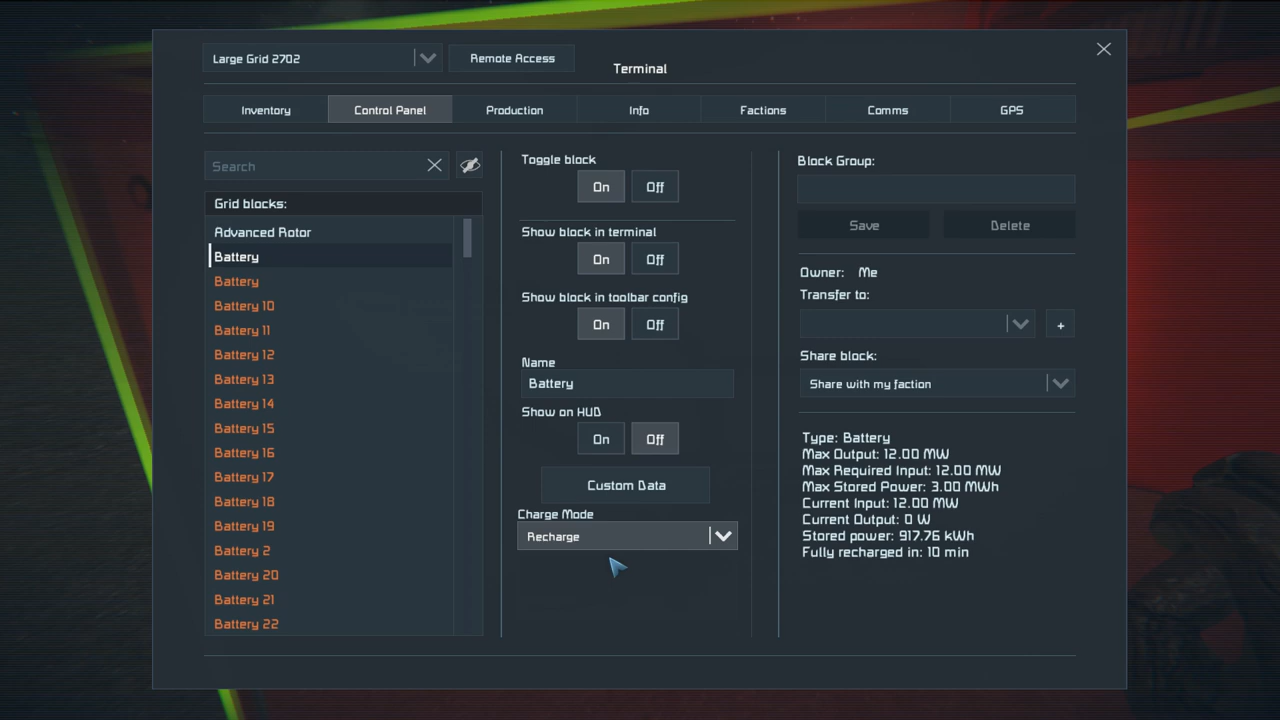 Large Grid 2702
Remote Access
Terminal
Inventory
Control Panel
Production
Info
Factions
Comms
GPS
Search
Grid blocks:
Advanced Rotor
Battery
Battery
Battery 10
Battery 11
Battery 12
Battery 13
Battery 14
Battery 15
Battery 16
Battery 17
Battery 18
Battery 19
Battery 2
Battery 20
Battery 21
Battery 22
Toggle block
On
Off
Show block in terminal
On
Off
Show block in toolbar config
On
Off
Name
Battery
Show on HUD
On
Off
Custom Data
Charge Mode
Recharge
Block Group:
Save
Delete
Owner: Me
Transfer to:
+
Share block:
Share with my faction
Type: Battery
Max Output: 12.00 MW
Max Required Input: 12.00 MW
Max Stored Power: 3.00 MWh
Current Input: 12.00 MW
Current Output: 0 W
Stored power: 917.76 kWh
Fully recharged in: 10 min